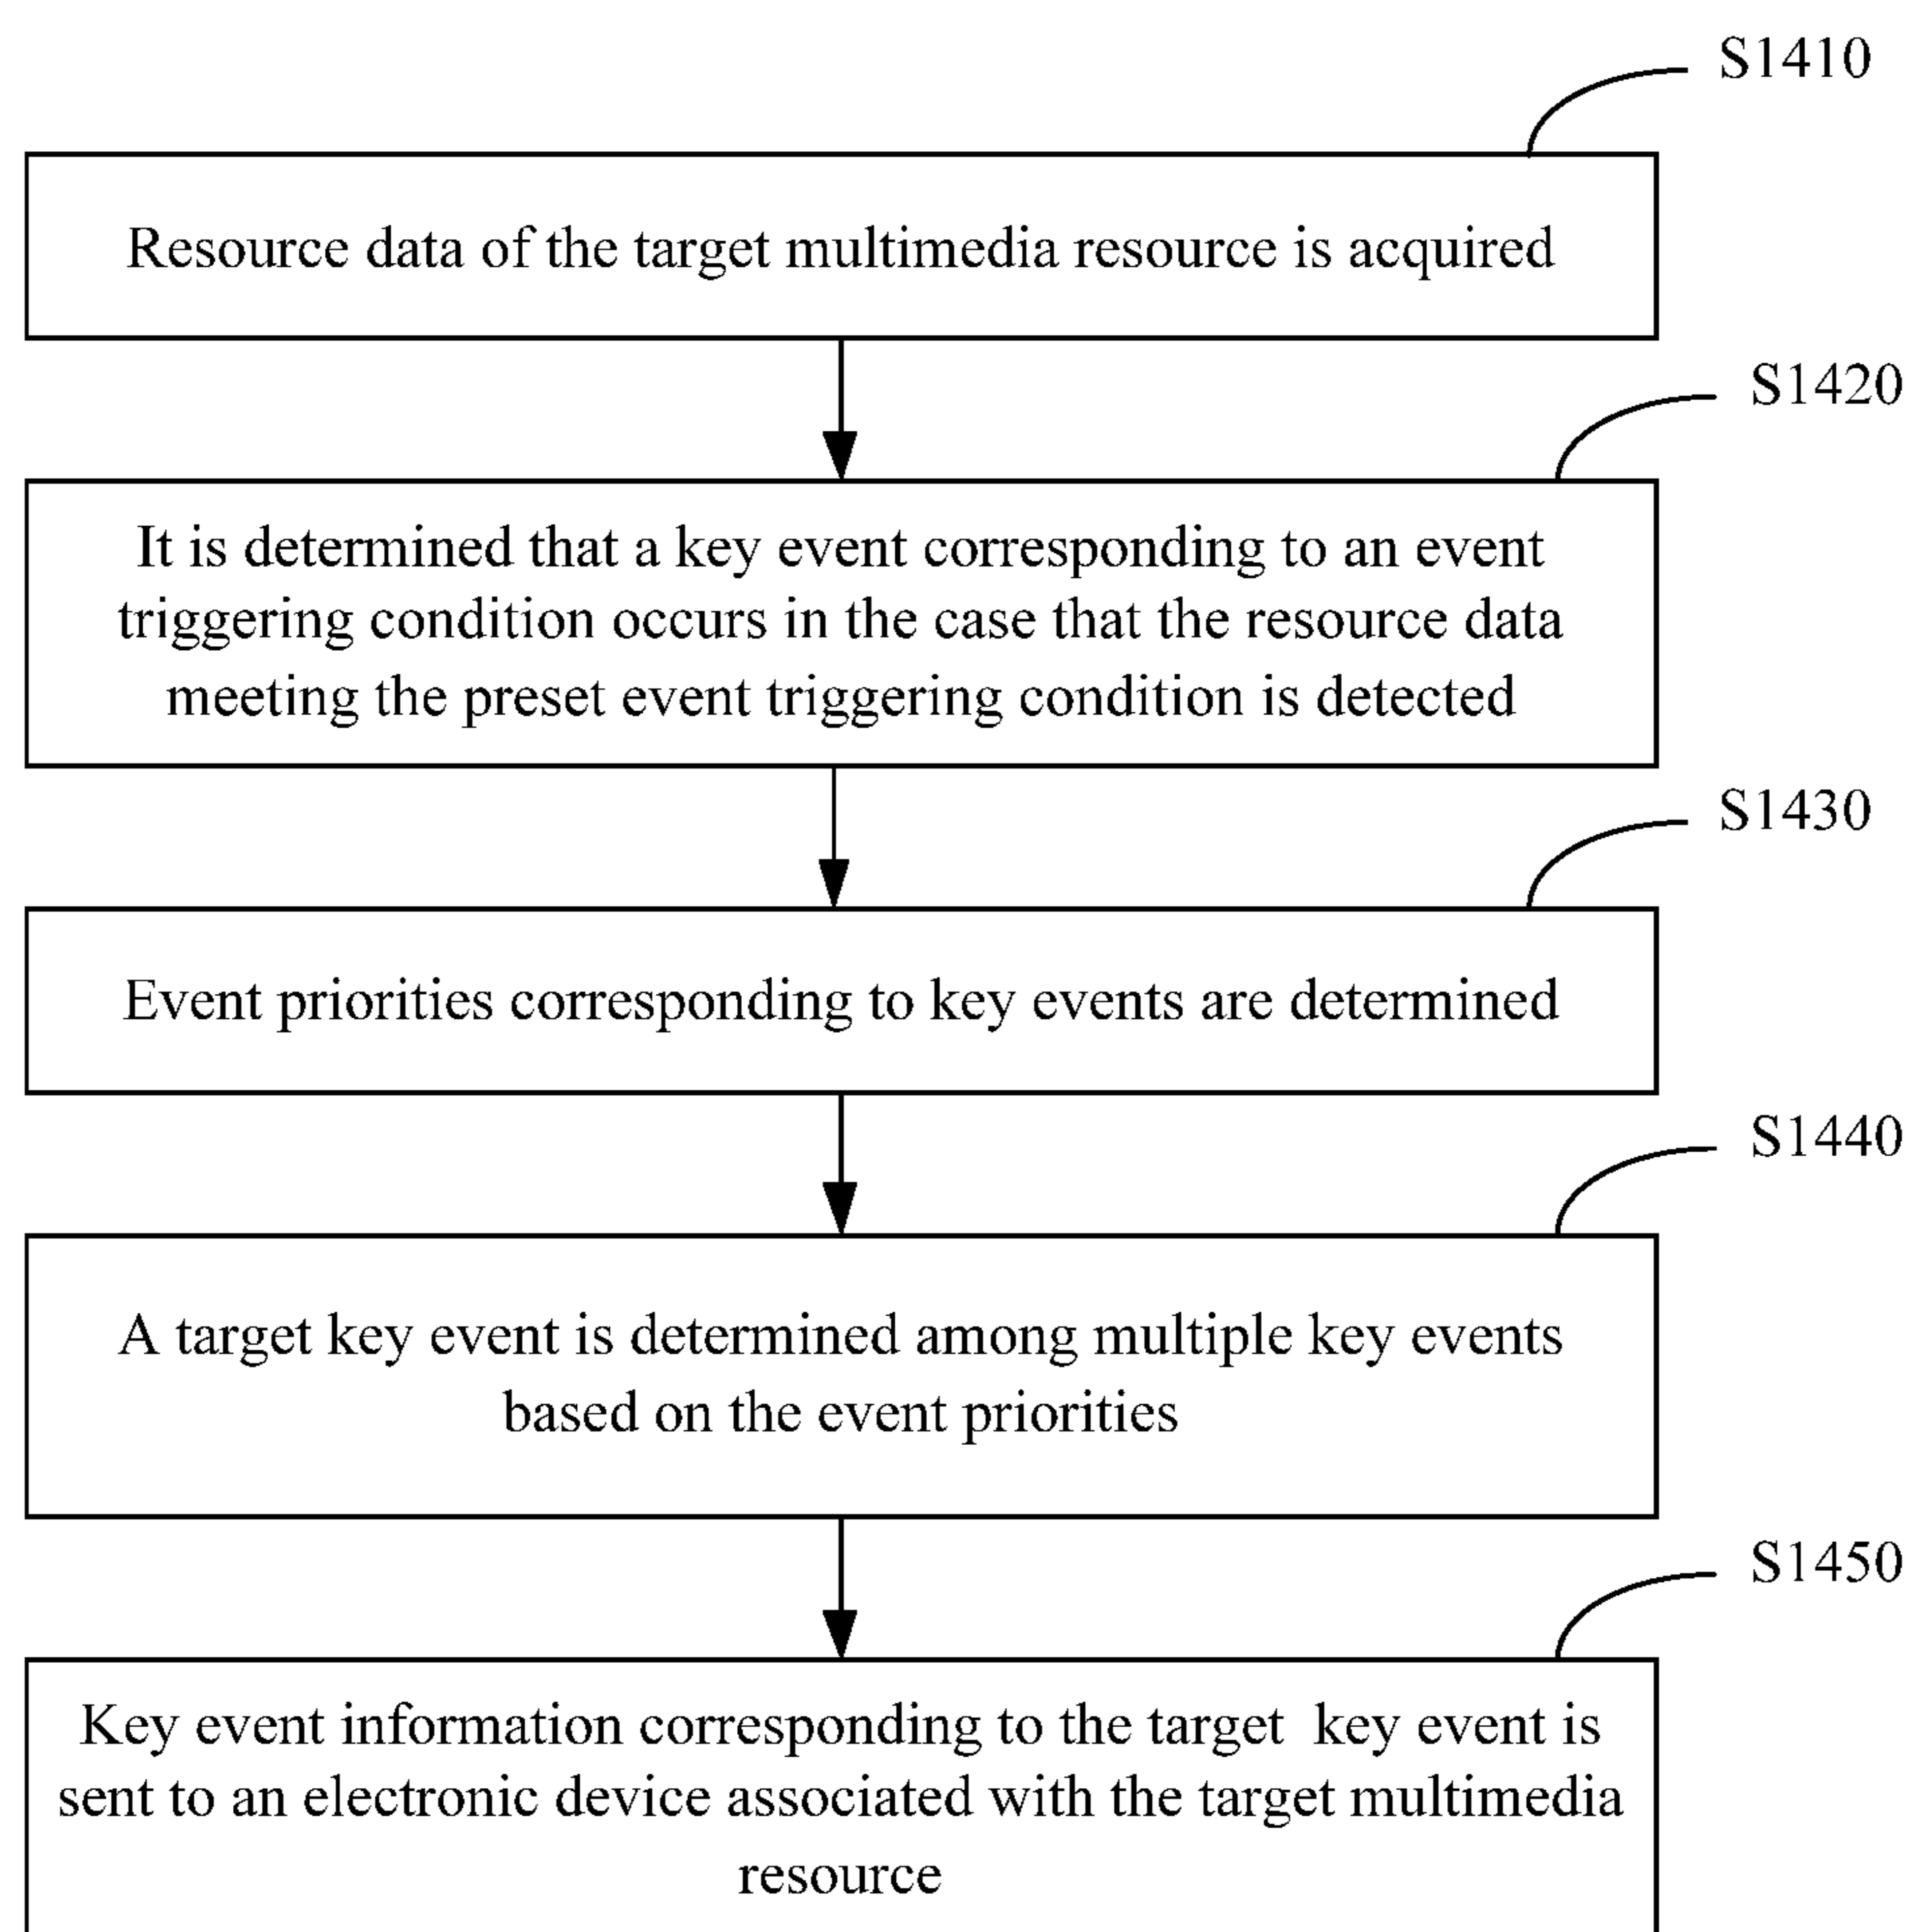 S1410
Resource data of the target multimedia resource is acquired
S1420
It is determined that a key event corresponding to an event
triggering condition occurs in the case that the resource data
meeting the preset event triggering condition is detected
S1430
Event priorities corresponding to key events are determined
S1440
A target key event is determined among multiple key events
based on the event priorities
S1450
Key event information corresponding to the target key event is
sent to an electronic device associated with the target multimedia
resource